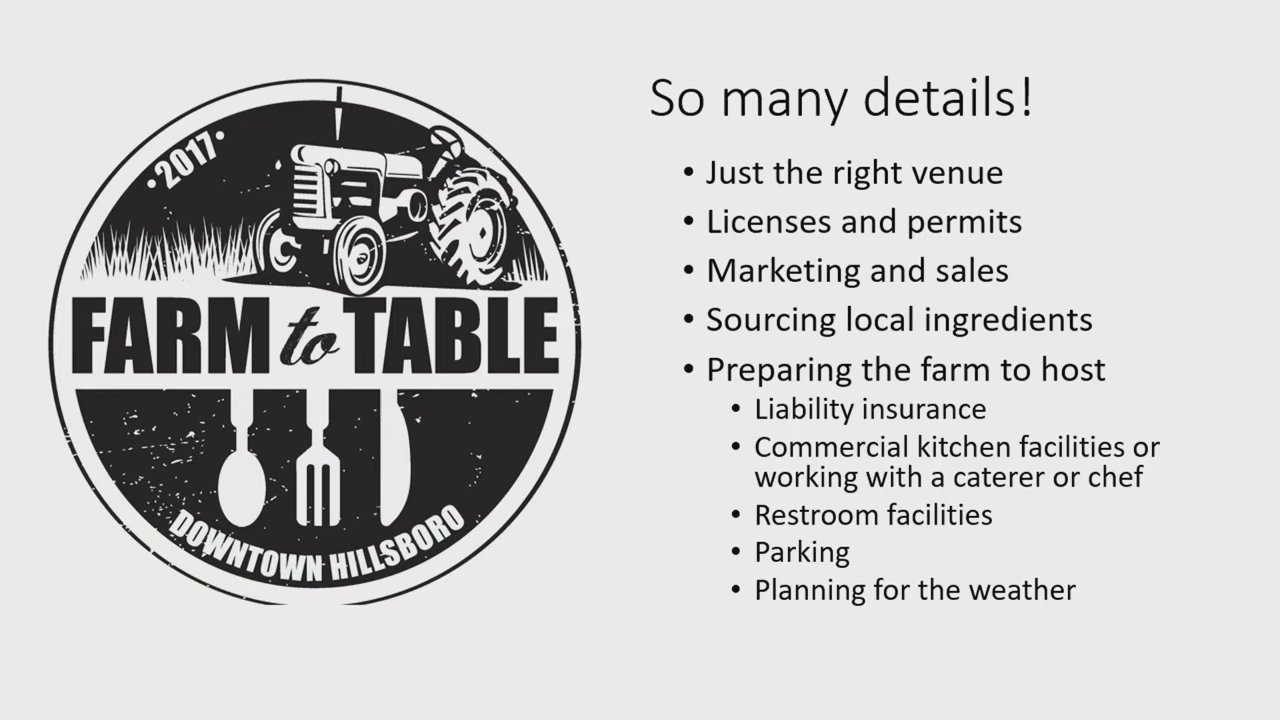 •2017•
FARM to TABLE
DOWNTOWN HILLSBORO
So many details!
• Just the right venue
• Licenses and permits
• Marketing and sales
• Sourcing local ingredients
• Preparing the farm to host
• Liability insurance
• Commercial kitchen facilities or
working with a caterer or chef
• Restroom facilities
• Parking
• Planning for the weather